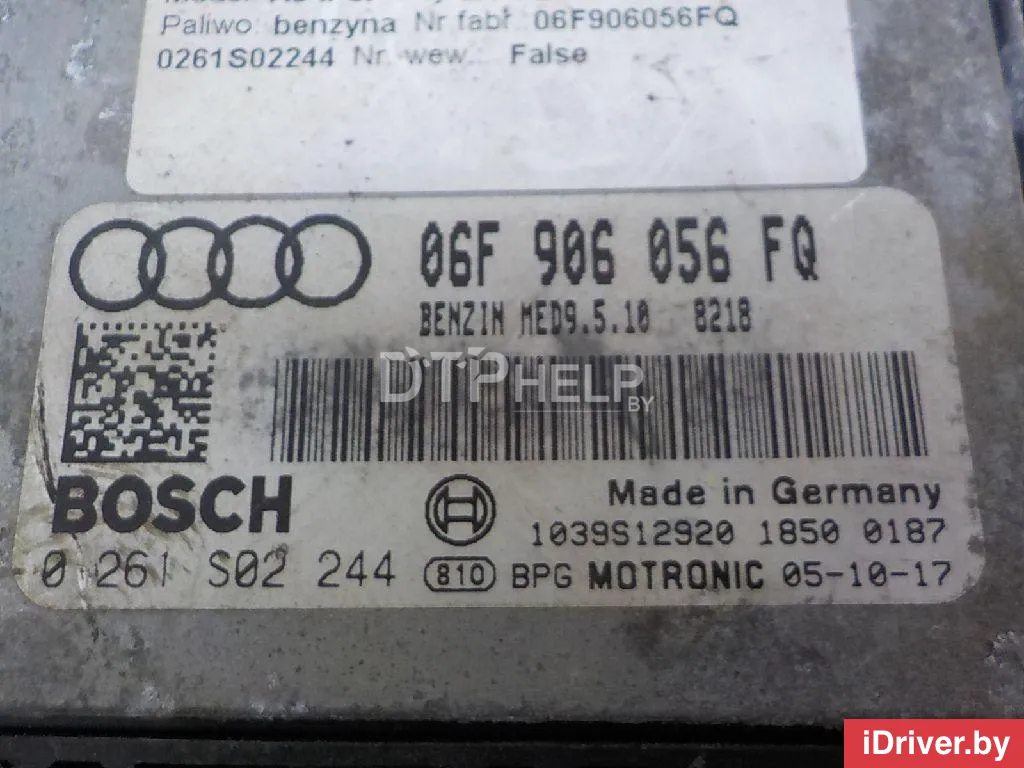 Paliwo: benzyna Nr fabr.: 06F906056FQ
0261S02244 Nr. wew.: False
06F 906 056 FQ
BENZIN MED9.5.10 8218
DTPHELP
BY
BOSCH
Made in Germany
1039S12920 1850 0187
0 261 S02 244 810 BPG MOTRONIC 05-10-17
iDriver.by